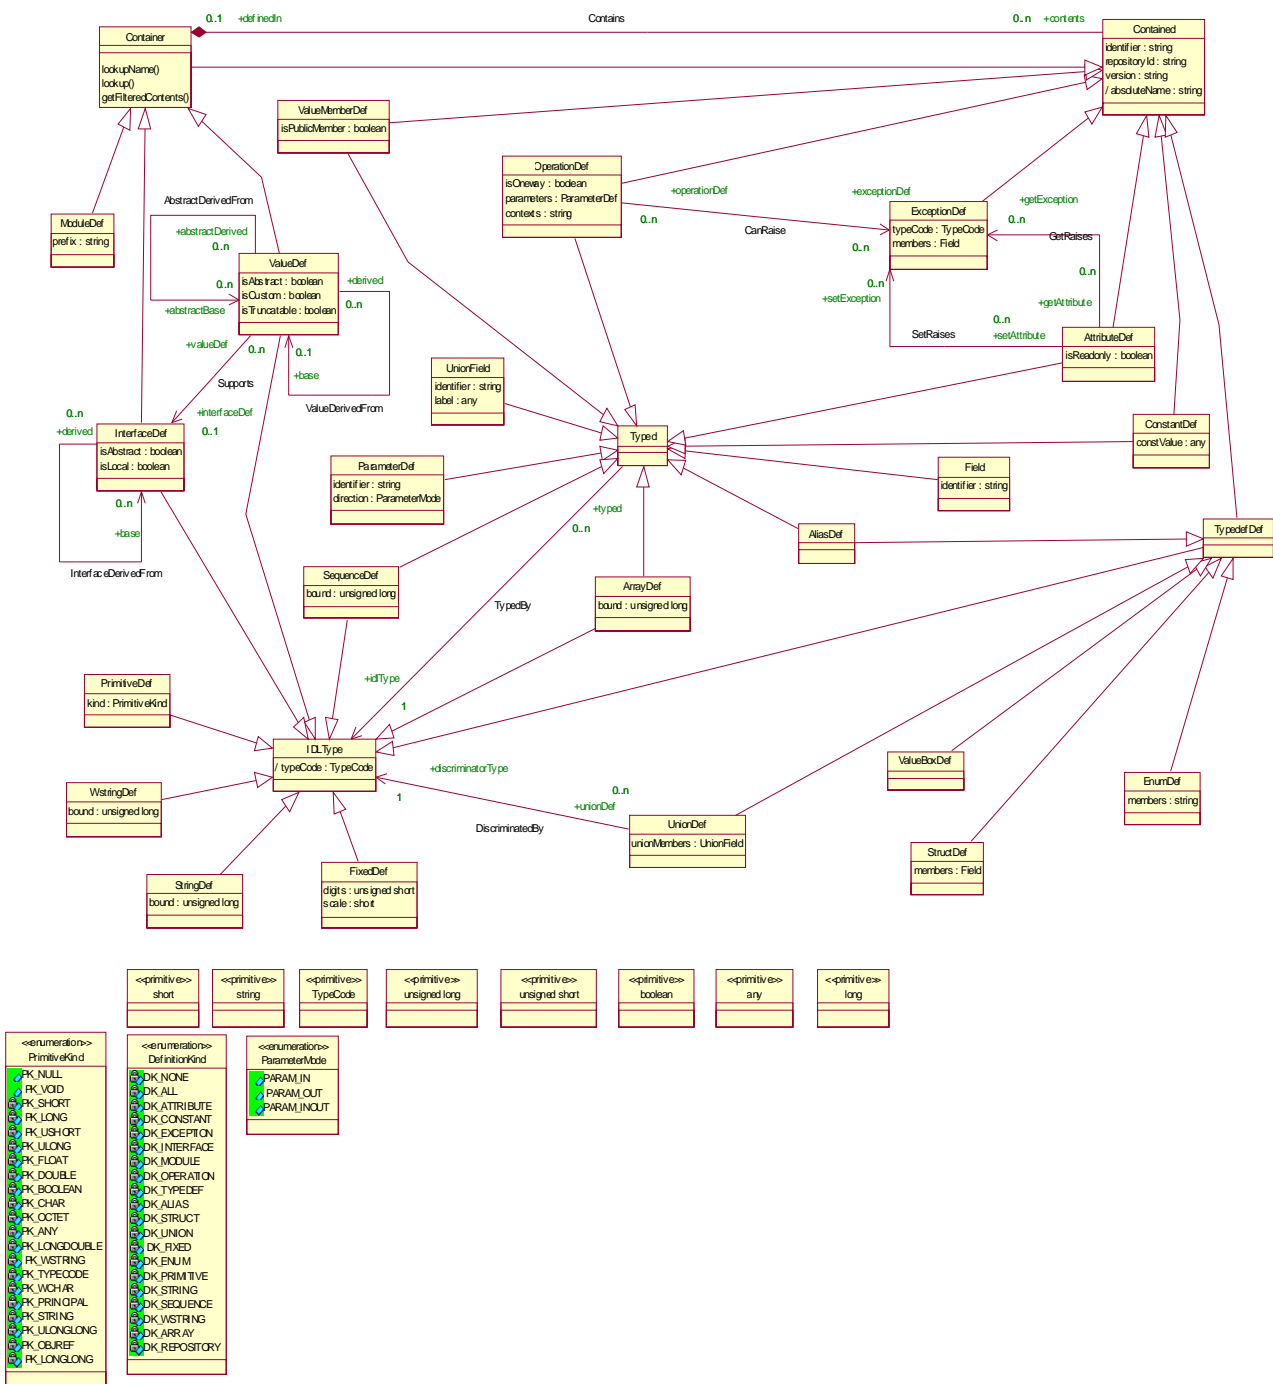 0..1 +definedIn Contains 0..n +contents
Container
lookupName()
lookup()
getFilteredContents()
Contained
identifier : string
repositoryId : string
version : string
/ absoluteName : string
ValueMemberDef
isPublicMember : boolean
OperationDef
isOneway : boolean
parameters : ParameterDef
contexts : string
+operationDef
0..n
CanRaise
+exceptionDef
0..n
ExceptionDef
typeCode : TypeCode
members : Field
+getException
0..n
GetRaises
0..n
+getAttribute
0..n
+setException
SetRaises
0..n
+setAttribute
AttributeDef
isReadonly : boolean
ModuleDef
prefix : string
AbstractDerivedFrom
+abstractDerived
0..n
0..n
+abstractBase
ValueDef
isAbstract : boolean
isCustom : boolean
isTruncatable : boolean
+derived
0..n
+valueDef
0..n
0..1
+base
ValueDerivedFrom
Supports
+interfaceDef
0..1
0..n
+derived
InterfaceDef
isAbstract : boolean
isLocal : boolean
0..n
+base
InterfaceDerivedFrom
UnionField
identifier : string
label : any
Typed
ConstantDef
constValue : any
ParameterDef
identifier : string
direction : ParameterMode
Field
identifier : string
+typed
0..n
AliasDef
TypedefDef
SequenceDef
bound : unsigned long
TypedBy
ArrayDef
bound : unsigned long
+idlType
1
PrimitiveDef
kind : PrimitiveKind
IDLType
/ typeCode : TypeCode
+discriminatorType
1
0..n
+unionDef
DiscriminatedBy
WstringDef
bound : unsigned long
UnionDef
unionMembers : UnionField
ValueBoxDef
EnumDef
members : string
StructDef
members : Field
StringDef
bound : unsigned long
FixedDef
digits : unsigned short
scale : short
<<primitive>>
short
<<primitive>>
string
<<primitive>>
TypeCode
<<primitive>>
unsigned long
<<primitive>>
unsigned short
<<primitive>>
boolean
<<primitive>>
any
<<primitive>>
long
<<enumeration>>
PrimitiveKind
PK_NULL
PK_VOID
PK_SHORT
PK_LONG
PK_USHORT
PK_ULONG
PK_FLOAT
PK_DOUBLE
PK_BOOLEAN
PK_CHAR
PK_OCTET
PK_ANY
PK_LONGDOUBLE
PK_WSTRING
PK_TYPECODE
PK_WCHAR
PK_PRINCIPAL
PK_STRING
PK_ULONGLONG
PK_OBJREF
PK_LONGLONG
<<enumeration>>
DefinitionKind
DK_NONE
DK_ALL
DK_ATTRIBUTE
DK_CONSTANT
DK_EXCEPTION
DK_INTERFACE
DK_MODULE
DK_OPERATION
DK_TYPEDEF
DK_ALIAS
DK_STRUCT
DK_UNION
DK_FIXED
DK_ENUM
DK_PRIMITIVE
DK_STRING
DK_SEQUENCE
DK_WSTRING
DK_ARRAY
DK_REPOSITORY
<<enumeration>>
ParameterMode
PARAM_IN
PARAM_OUT
PARAM_INOUT